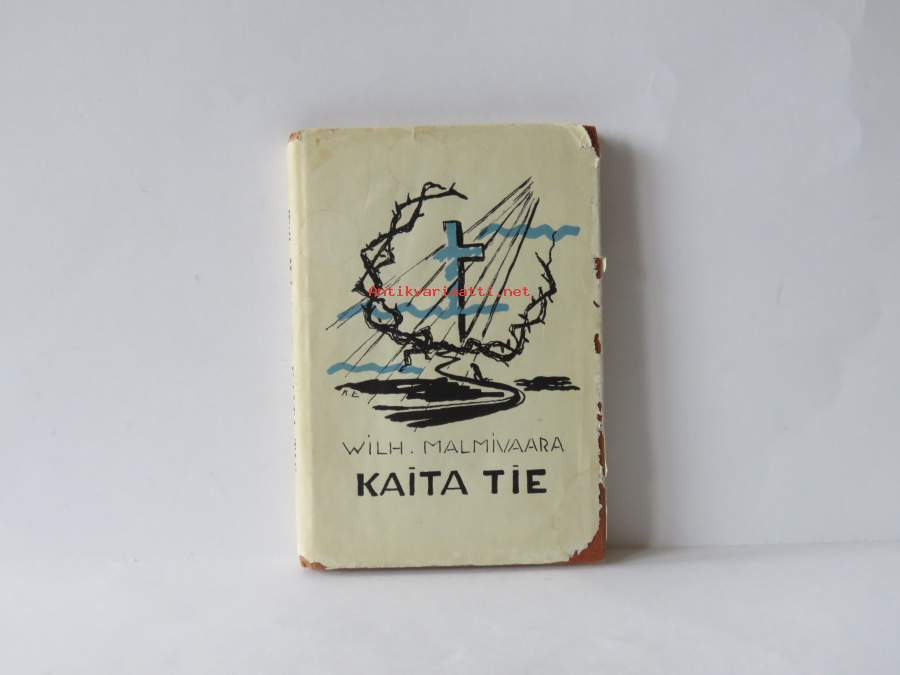 Antikvariaatti.net
WILH. MALMIVAARA
KAITA TIE